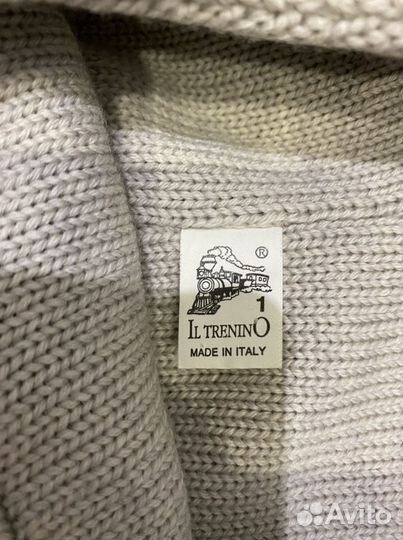 ®
1
IL TRENINO
MADE IN ITALY
Avito